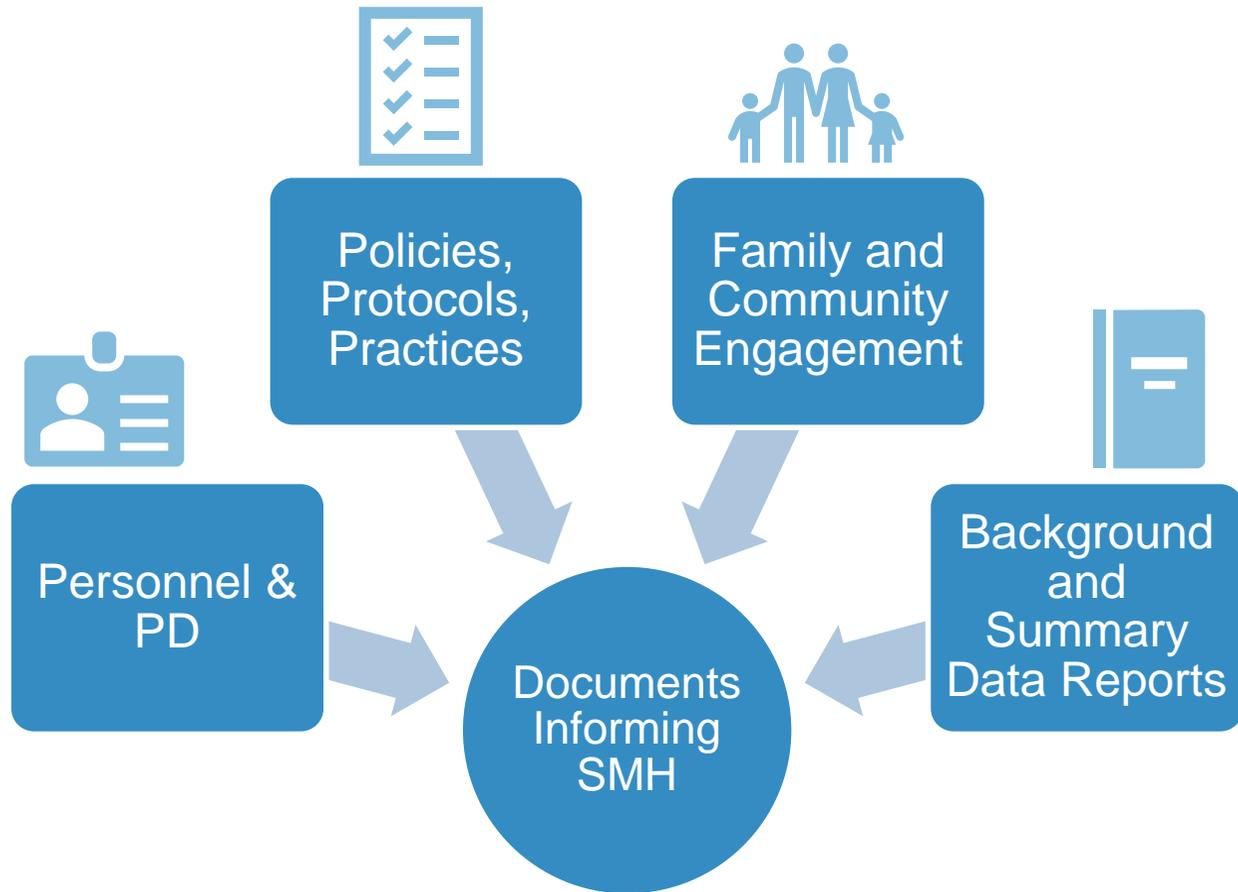 Policies,
Protocols,
Practices
Family and
Community
Engagement
Personnel &
PD
Background
and
Summary
Data Reports
Documents
Informing
SMH